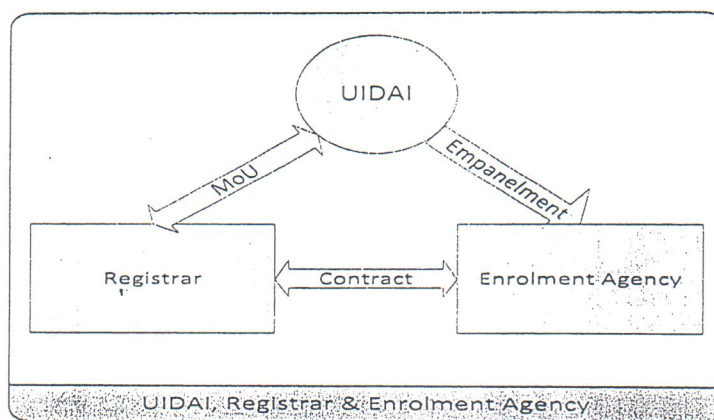 UIDAI
MoU
Empanelment
Registrar
Contract
Enrolment Agency
UIDAI, Registrar & Enrolment Agency